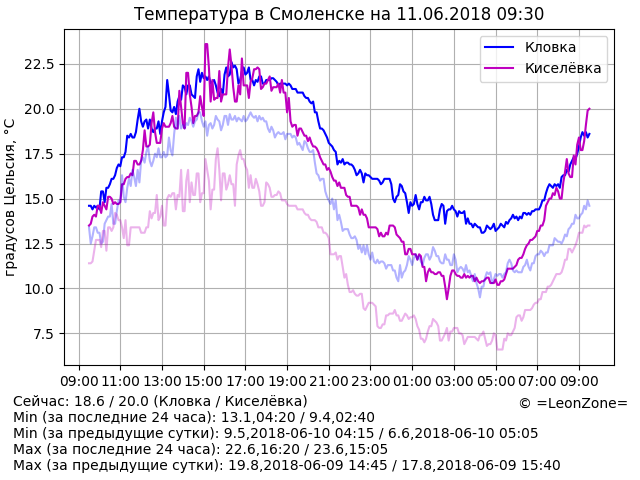 Температура в Смоленске на 11.06.2018 09:30
градусов Цельсия, °C
22.5
20.0
17.5
15.0
12.5
10.0
7.5
Кловка
Киселёвка
09:00 11:00 13:00 15:00 17:00 19:00 21:00 23:00 01:00 03:00 05:00 07:00 09:00
Сейчас: 18.6 / 20.0 (Кловка / Киселёвка)
© =LeonZone=
Min (за последние 24 часа): 13.1,04:20 / 9.4,02:40
Min (за предыдущие сутки): 9.5,2018-06-10 04:15 / 6.6,2018-06-10 05:05
Max (за последние 24 часа): 22.6,16:20 / 23.6,15:05
Max (за предыдущие сутки): 19.8,2018-06-09 14:45 / 17.8,2018-06-09 15:40